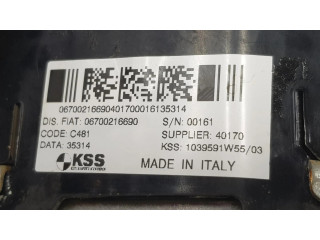 06700216690401700016135314
DIS. FIAT: 06700216690 S/N: 00161
CODE: C481 SUPPLIER: 40170
DATA: 35314 KSS: 1039591W55/03
KSS MADE IN ITALY